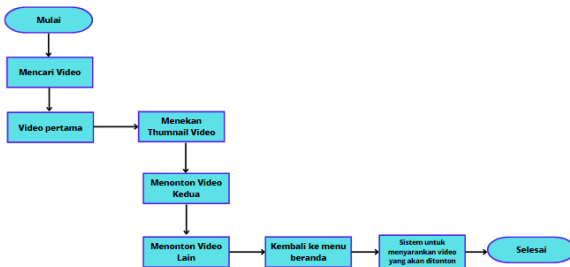 Mulai
Mencari Video
Video pertama
Menekan
Thumnail Video
Menonton Video
Kedua
Menonton Video
Lain
Kembali ke menu
beranda
Sistem untuk
menyarankan video
yang akan ditonton
Selesai